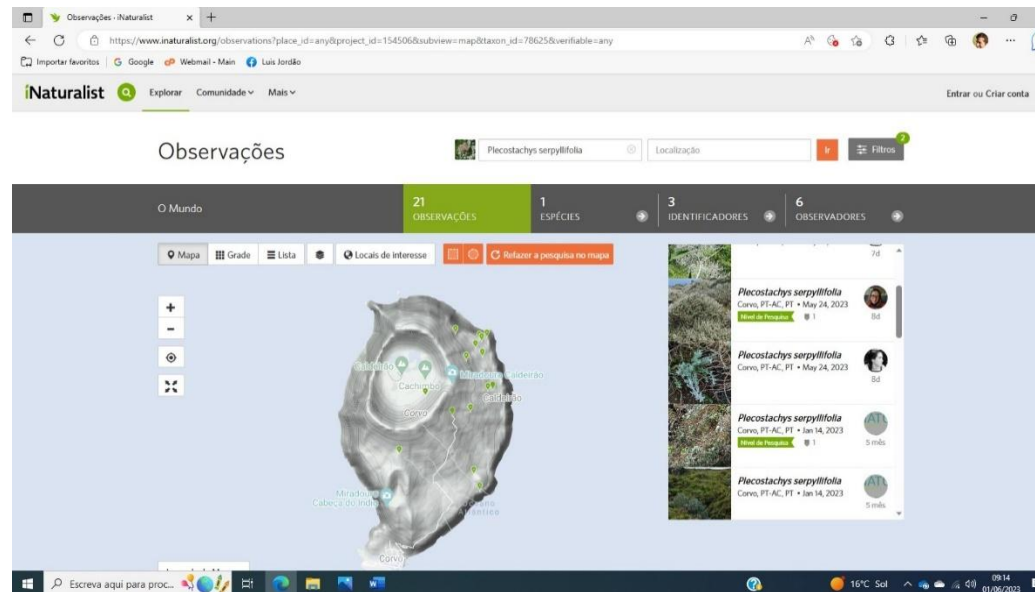 Observações · iNaturalist
https://www.inaturalist.org/observations?place_id=any&project_id=154506&subview=map&taxon_id=78625&verifiable=any
Importar favoritos
G Google
Webmail - Main
Luis Jordão
iNaturalist
Explorar
Comunidade
Mais
Entrar ou Criar conta
Observações
Plecostachys serpyllifolia
Localização
Ir
Filtros
2
O Mundo
21
OBSERVAÇÕES
1
ESPÉCIES
3
IDENTIFICADORES
6
OBSERVADORES
Mapa
Grade
Lista
Locais de interesse
Refazer a pesquisa no mapa
Caldeirão
Cachimbo
Miradouro Caldeirão
Caldeirão
Corvo
Miradouro
Cabeça do Índio
Atlântico
Corvo
7d
Plecostachys serpyllifolia
Corvo, PT-AC, PT • May 24, 2023
Nível de Pesquisa
1
8d
Plecostachys serpyllifolia
Corvo, PT-AC, PT • May 24, 2023
8d
Plecostachys serpyllifolia
Corvo, PT-AC, PT • Jan 14, 2023
Nível de Pesquisa
1
5 mês
Plecostachys serpyllifolia
Corvo, PT-AC, PT • Jan 14, 2023
5 mês
Escreva aqui para proc...
16°C Sol
09:14
01/06/2023